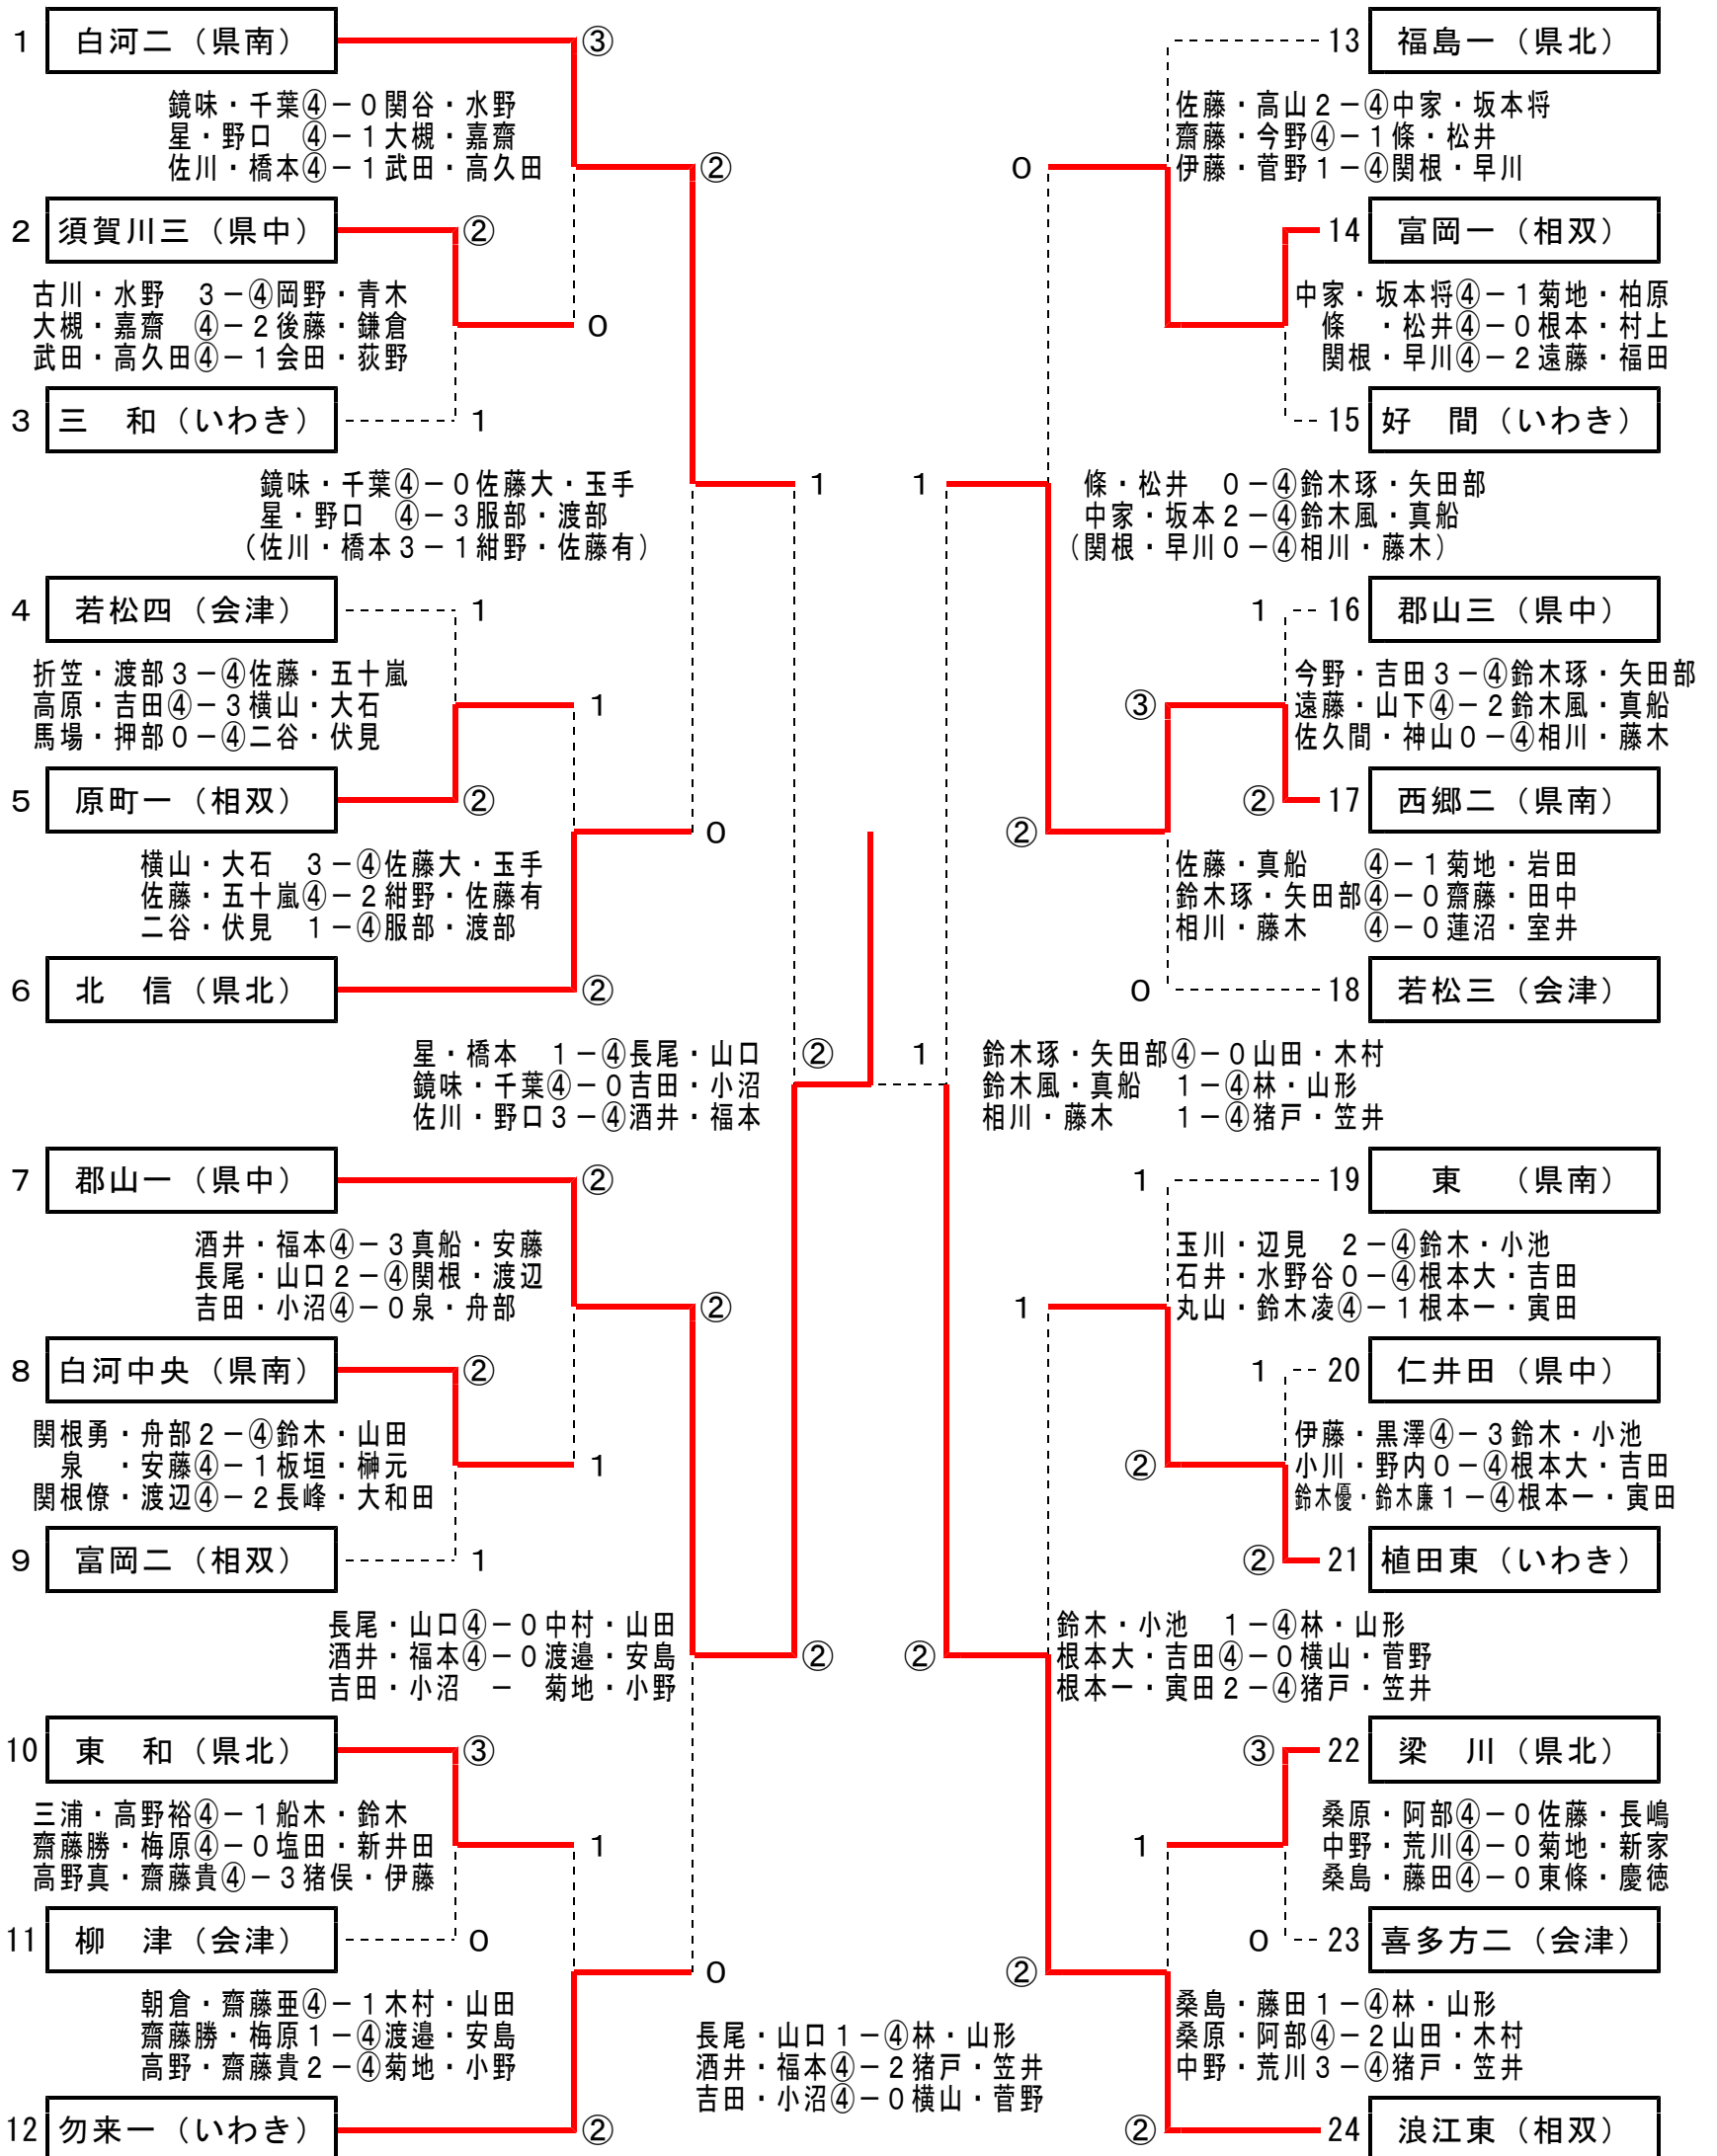 1 白河二（県南） ③
鏡味・千葉④－０関谷・水野
星・野口　④－１大槻・嘉齋
佐川・橋本④－１武田・高久田
②
2 須賀川三（県中） ②
古川・水野　３－④岡野・青木
大槻・嘉齋　④－２後藤・鎌倉
武田・高久田④－１会田・荻野
0
3 三　和（いわき） 1
鏡味・千葉④－０佐藤大・玉手
星・野口　④－３服部・渡部
（佐川・橋本３－１紺野・佐藤有）
1
4 若松四（会津） 1
折笠・渡部３－④佐藤・五十嵐
高原・吉田④－３横山・大石
馬場・押部０－④二谷・伏見
1
5 原町一（相双） ②
0
横山・大石　３－④佐藤大・玉手
佐藤・五十嵐④－２紺野・佐藤有
二谷・伏見　１－④服部・渡部
6 北　信（県北） ②
星・橋本　１－④長尾・山口
鏡味・千葉④－０吉田・小沼
佐川・野口３－④酒井・福本
②
7 郡山一（県中） ②
酒井・福本④－３真船・安藤
長尾・山口２－④関根・渡辺
吉田・小沼④－０泉・舟部
②
8 白河中央（県南） ②
関根勇・舟部２－④鈴木・山田
泉　・安藤④－１板垣・榊元
関根僚・渡辺④－２長峰・大和田
1
9 富岡二（相双） 1
長尾・山口④－０中村・山田
酒井・福本④－０渡邉・安島
吉田・小沼　－　菊地・小野
②
10 東　和（県北） ③
三浦・高野裕④－１船木・鈴木
齋藤勝・梅原④－０塩田・新井田
高野真・齋藤貴④－３猪俣・伊藤
1
11 柳　津（会津） 0
0
朝倉・齋藤亜④－１木村・山田
齋藤勝・梅原１－④渡邉・安島
高野・齋藤貴２－④菊地・小野
12 勿来一（いわき） ②
長尾・山口１－④林・山形
酒井・福本④－２猪戸・笠井
吉田・小沼④－０横山・菅野
13 福島一（県北）
佐藤・高山２－④中家・坂本将
齋藤・今野④－１條・松井
伊藤・菅野１－④関根・早川
0
14 富岡一（相双）
中家・坂本将④－１菊地・柏原
條　・松井④－０根本・村上
関根・早川④－２遠藤・福田
15 好　間（いわき）
1
條・松井　０－④鈴木琢・矢田部
中家・坂本２－④鈴木風・真船
（関根・早川０－④相川・藤木）
1 16 郡山三（県中）
今野・吉田３－④鈴木琢・矢田部
遠藤・山下④－２鈴木風・真船
佐久間・神山０－④相川・藤木
③
② 17 西郷二（県南）
②
佐藤・真船　　④－１菊地・岩田
鈴木琢・矢田部④－０齋藤・田中
相川・藤木　　④－０蓮沼・室井
0 18 若松三（会津）
1
鈴木琢・矢田部④－０山田・木村
鈴木風・真船　１－④林・山形
相川・藤木　　１－④猪戸・笠井
1 19 東　（県南）
玉川・辺見　２－④鈴木・小池
石井・水野谷０－④根本大・吉田
丸山・鈴木凌④－１根本一・寅田
1
1 20 仁井田（県中）
伊藤・黒澤④－３鈴木・小池
小川・野内０－④根本大・吉田
鈴木優・鈴木廉１－④根本一・寅田
②
② 21 植田東（いわき）
②
鈴木・小池　１－④林・山形
根本大・吉田④－０横山・菅野
根本一・寅田２－④猪戸・笠井
③ 22 梁　川（県北）
桑原・阿部④－０佐藤・長嶋
中野・荒川④－０菊地・新家
桑島・藤田④－０東條・慶徳
1
0 23 喜多方二（会津）
②
桑島・藤田１－④林・山形
桑原・阿部④－２山田・木村
中野・荒川３－④猪戸・笠井
② 24 浪江東（相双）